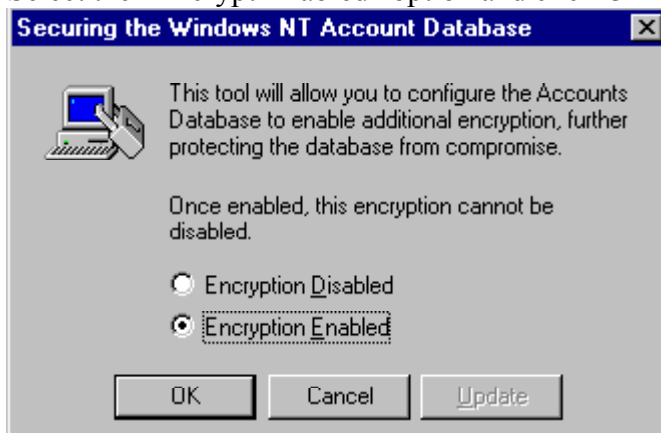 Securing the Windows NT Account Database
This tool will allow you to configure the Accounts
Database to enable additional encryption, further
protecting the database from compromise.
Once enabled, this encryption cannot be
disabled.
Encryption Disabled
Encryption Enabled
OK Cancel Update